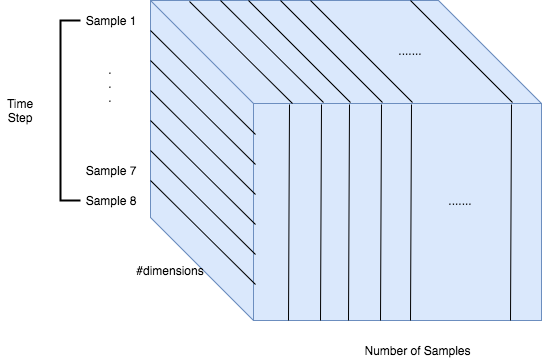 Sample 1
.......
.
.
.
Time
Step
Sample 7
Sample 8
.......
#dimensions
Number of Samples